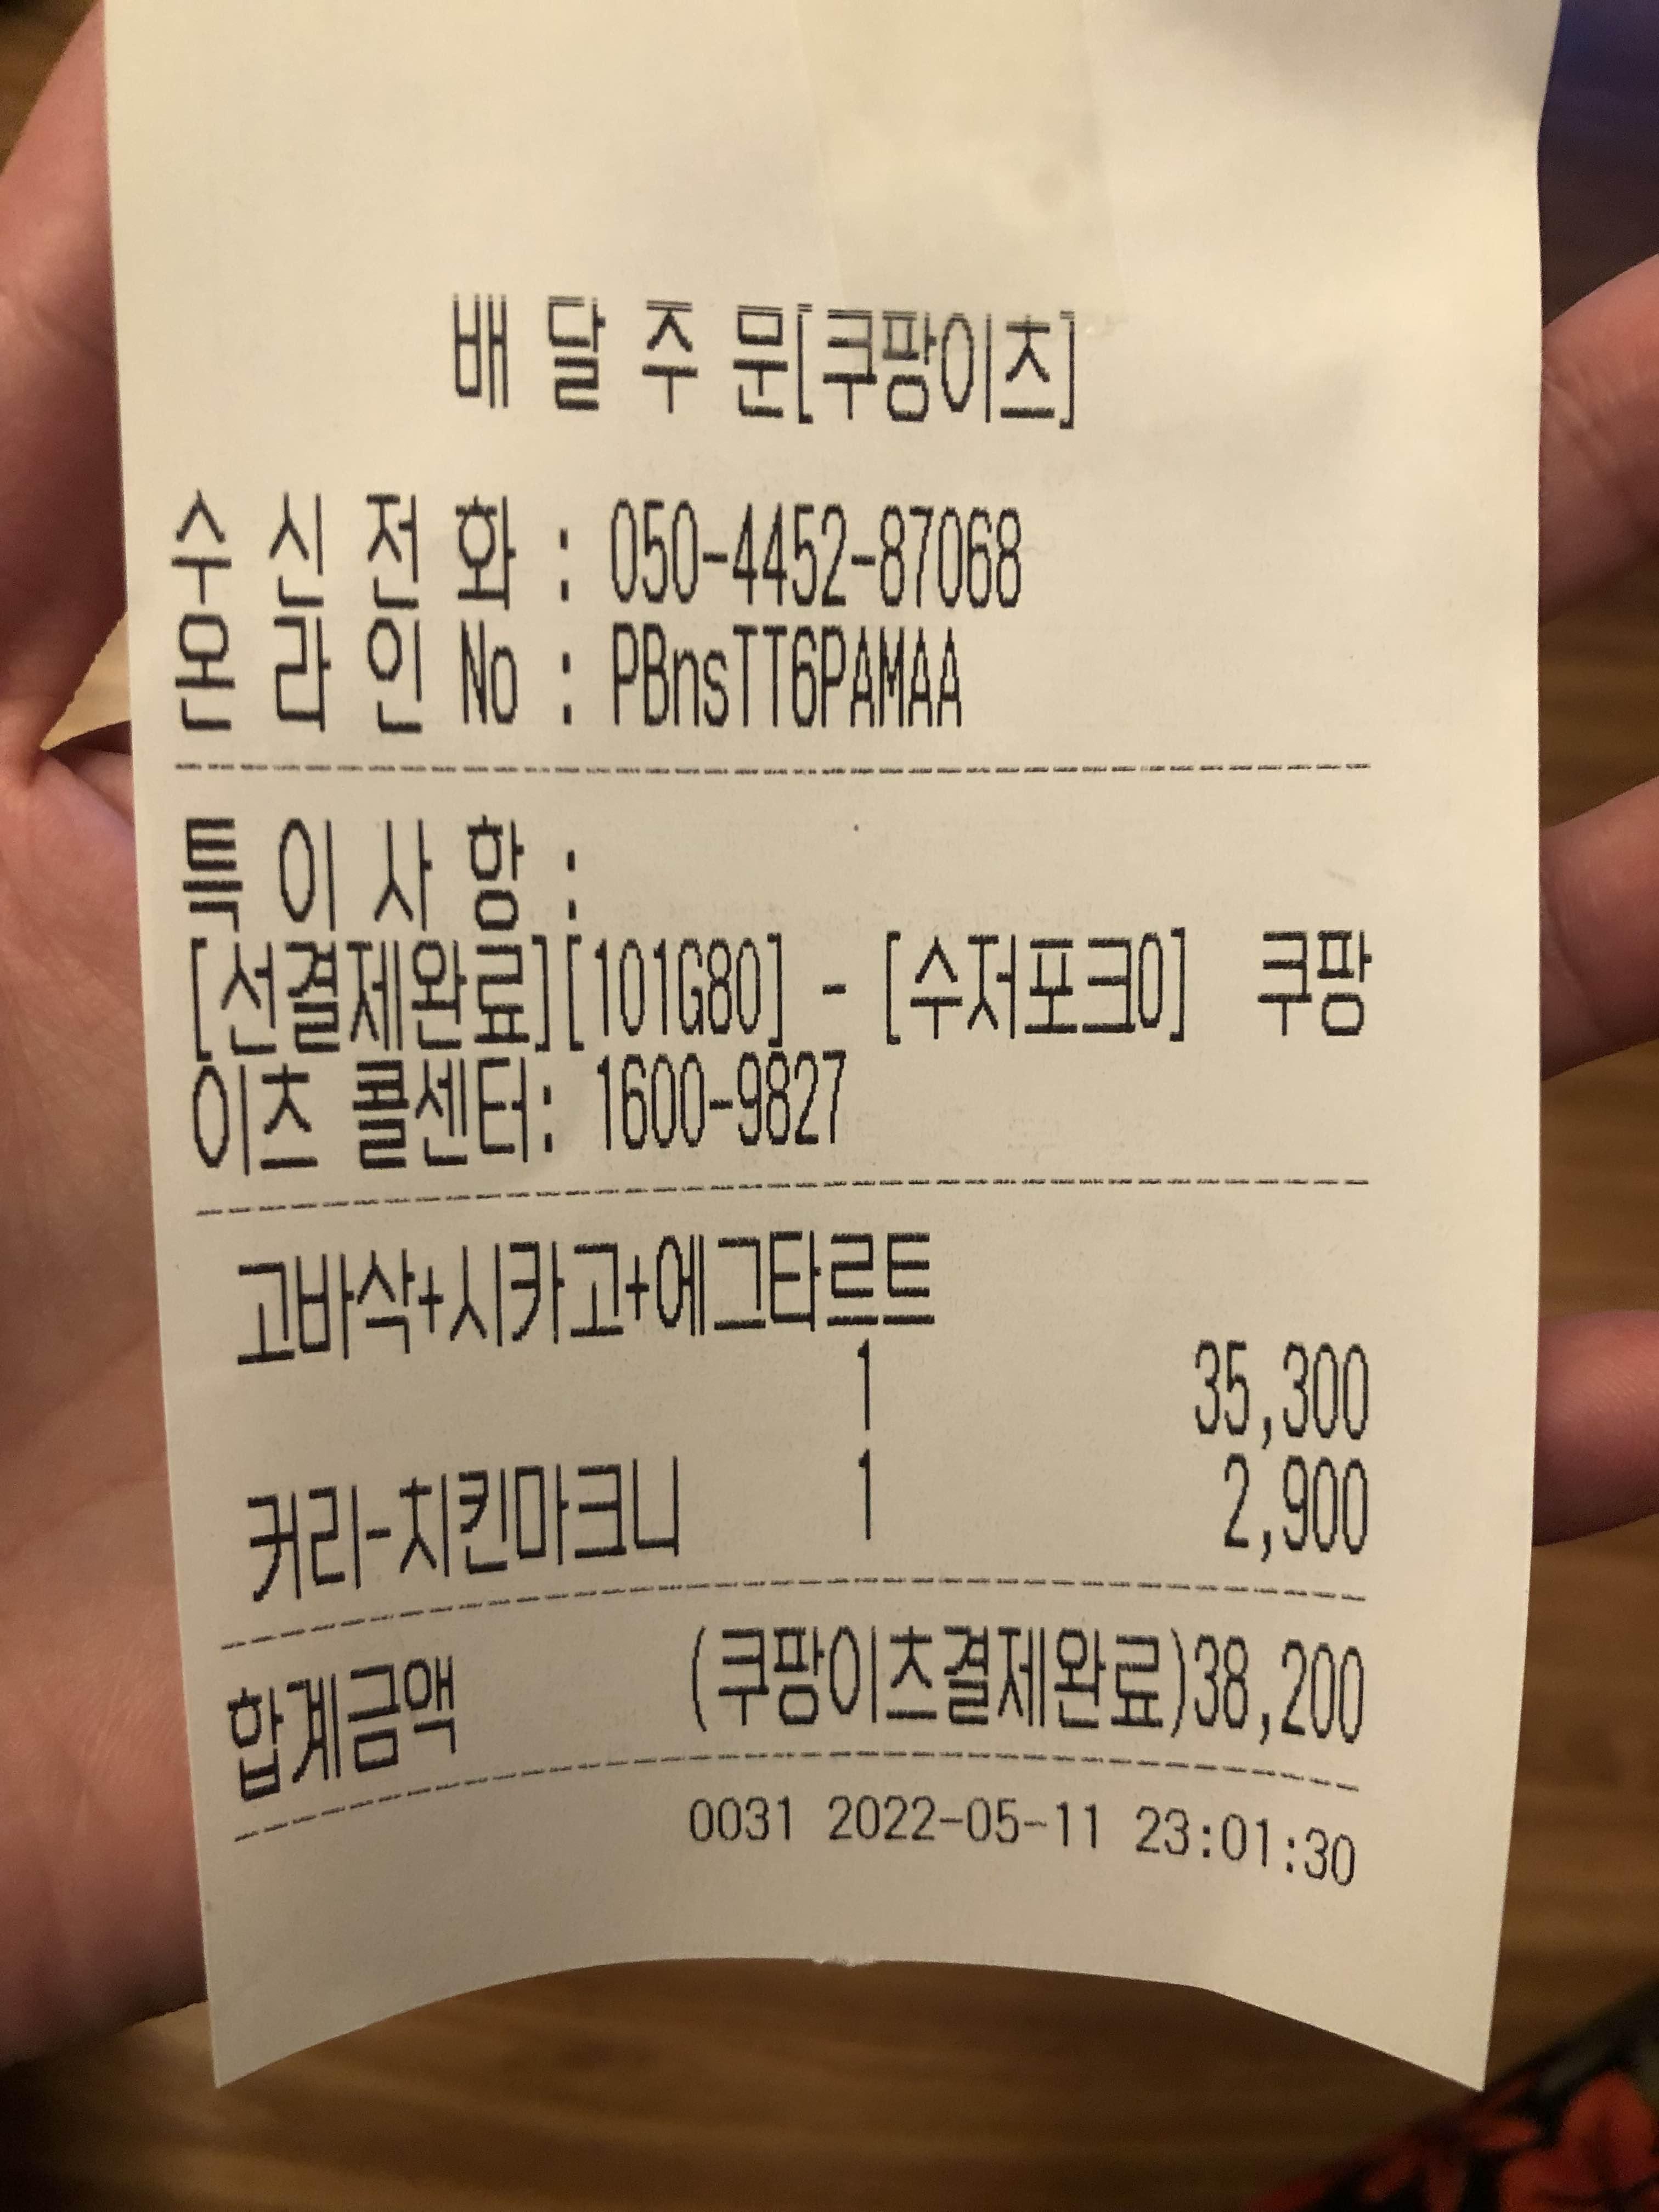 배 달 주 문[쿠팡이츠]
수 신 전 화 : 050-4452-87068
온 라 인 No : PBnsTT6PAMAA
특 이 사 항 :
[선결제완료][101G80] - [수저포크0] 쿠팡
이츠 콜센터: 1600-9827
고바삭+시카고+에그타르트
1 35,300
커리-치킨마크니 1 2,900
합계금액 (쿠팡이츠결제완료)38,200
0031 2022-05-11 23:01:30